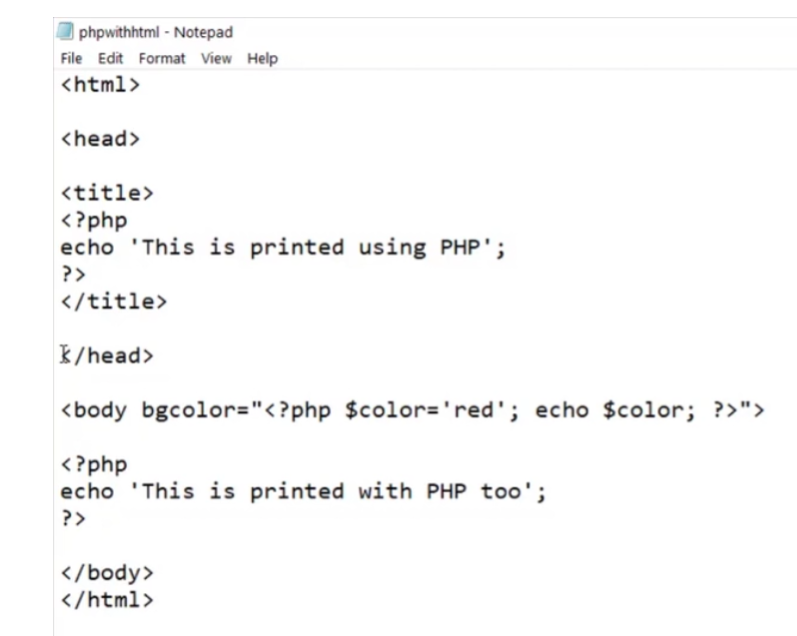 phpwithhtml - Notepad
File Edit Format View Help
<html>
<head>
<title>
<?php
echo 'This is printed using PHP';
?>
</title>
</head>
<body bgcolor="<?php $color='red'; echo $color; ?>">
<?php
echo 'This is printed with PHP too';
?>
</body>
</html>